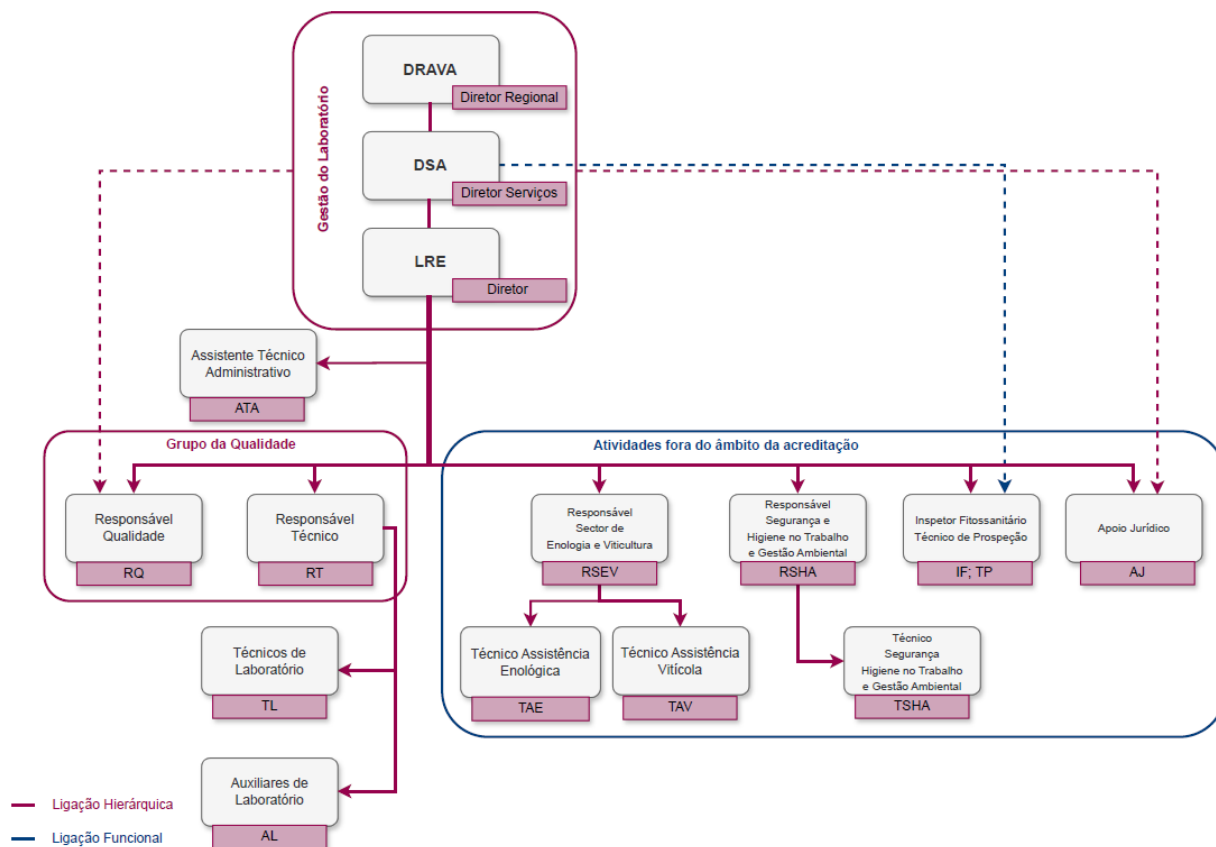 Gestão do Laboratório
DRAVA
Diretor Regional
DSA
Diretor Serviços
LRE
Diretor
Assistente Técnico
Administrativo
ATA
Grupo da Qualidade
Responsável
Qualidade
RQ
Responsável
Técnico
RT
Técnicos de
Laboratório
TL
Auxiliares de
Laboratório
AL
Atividades fora do âmbito da acreditação
Responsável
Sector de
Enologia e Viticultura
RSEV
Responsável
Segurança e
Higiene no Trabalho
e Gestão Ambiental
RSHA
Inspetor Fitossanitário
Técnico de Prospeção
IF; TP
Apoio Jurídico
AJ
Técnico Assistência
Enológica
TAE
Técnico Assistência
Vitícola
TAV
Técnico
Segurança
Higiene no Trabalho
e Gestão Ambiental
TSHA
Ligação Hierárquica
Ligação Funcional